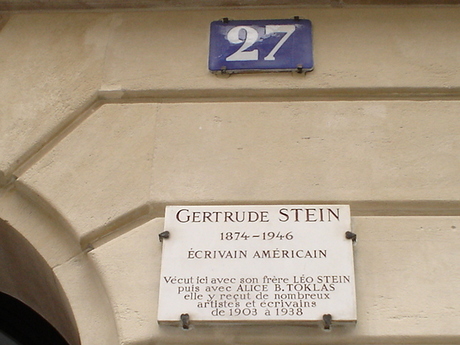 27
GERTRUDE STEIN
1874-1946
ÉCRIVAIN AMÉRICAIN
Vécut ici avec son frère LÉO STEIN
puis avec ALICE B. TOKLAS
elle y reçut de nombreux
artistes et écrivains
de 1903 à 1938